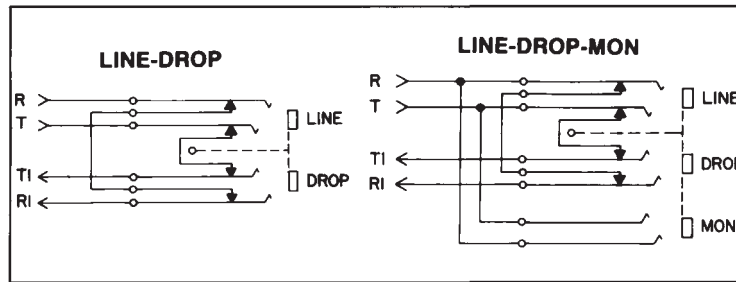 LINE-DROP
R
T
TI
RI
LINE
DROP
LINE-DROP-MON
R
T
TI
RI
LINE
DROP
MON